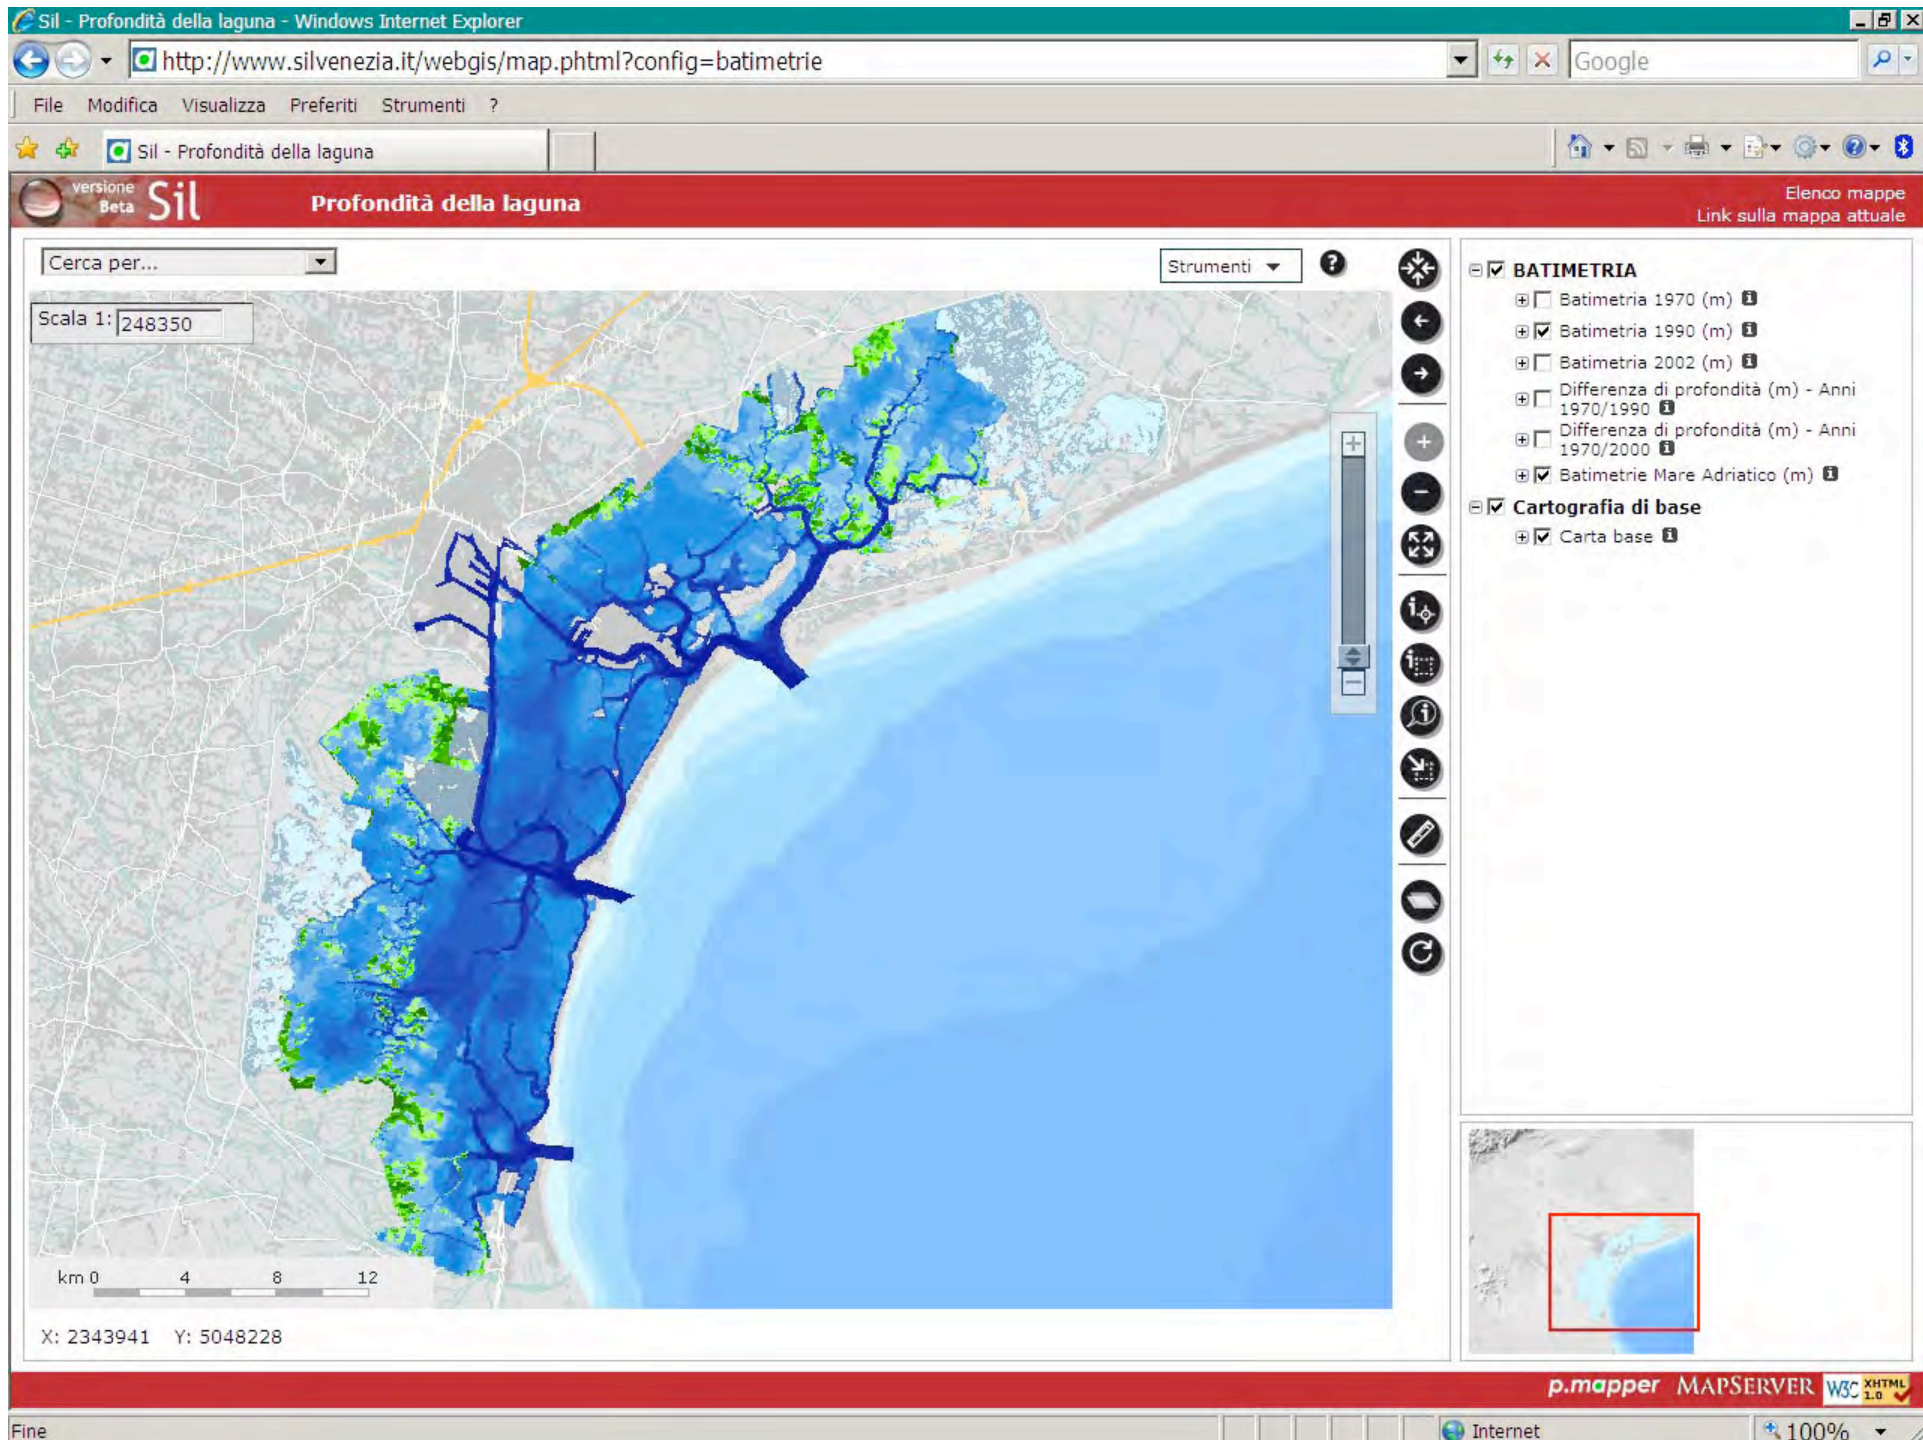 Sil - Profondità della laguna - Windows Internet Explorer
http://www.silvenezia.it/webgis/map.phtml?config=batimetrie
Google
File Modifica Visualizza Preferiti Strumenti ?
Sil - Profondità della laguna
versione Beta Sil
Profondità della laguna
Elenco mappe
Link sulla mappa attuale
Cerca per...
Strumenti
?
Scala 1: 248350
BATIMETRIA
Batimetria 1970 (m)
Batimetria 1990 (m)
Batimetria 2002 (m)
Differenza di profondità (m) - Anni
1970/1990
Differenza di profondità (m) - Anni
1970/2000
Batimetrie Mare Adriatico (m)
Cartografia di base
Carta base
km 0 4 8 12
X: 2343941 Y: 5048228
p.mapper MAPSERVER W3C XHTML 1.0
Fine
Internet
100%